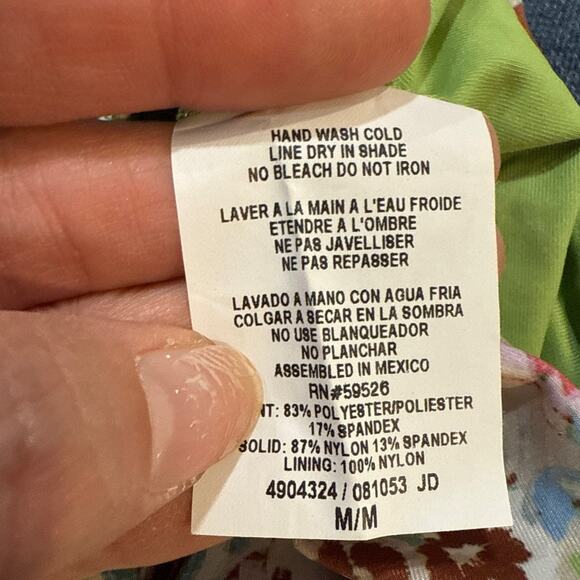 HAND WASH COLD
LINE DRY IN SHADE
NO BLEACH DO NOT IRON
LAVER A LA MAIN A L'EAU FROIDE
ETENDRE A L'OMBRE
NE PAS JAVELLISER
NE PAS REPASSER
LAVADO A MANO CON AGUA FRIA
COLGAR A SECAR EN LA SOMBRA
NO USE BLANQUEADOR
NO PLANCHAR
ASSEMBLED IN MEXICO
RN#59526
NT: 83% POLYESTER/POLIESTER
17% SPANDEX
SOLID: 87% NYLON 13% SPANDEX
LINING: 100% NYLON
4904324 / 081053 JD
M/M